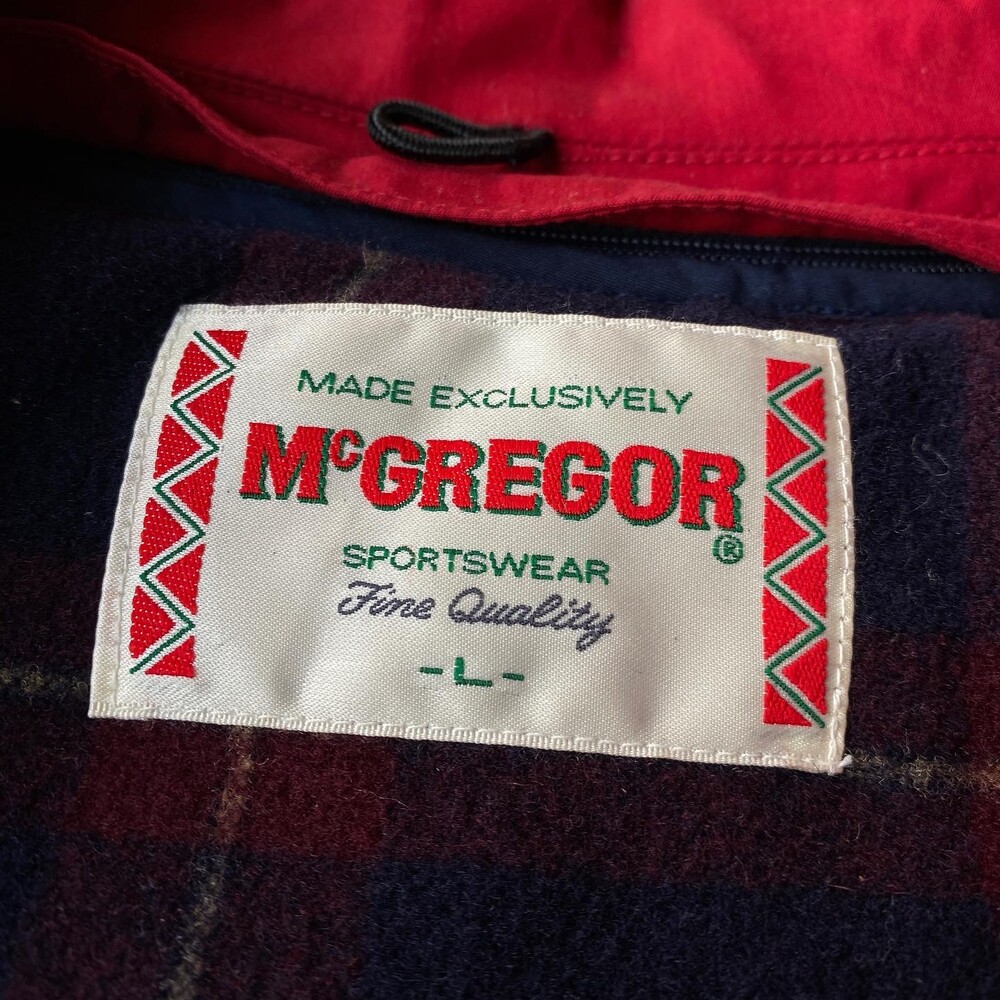 MADE EXCLUSIVELY
McGREGOR
®
SPORTSWEAR
Fine Quality
-L-